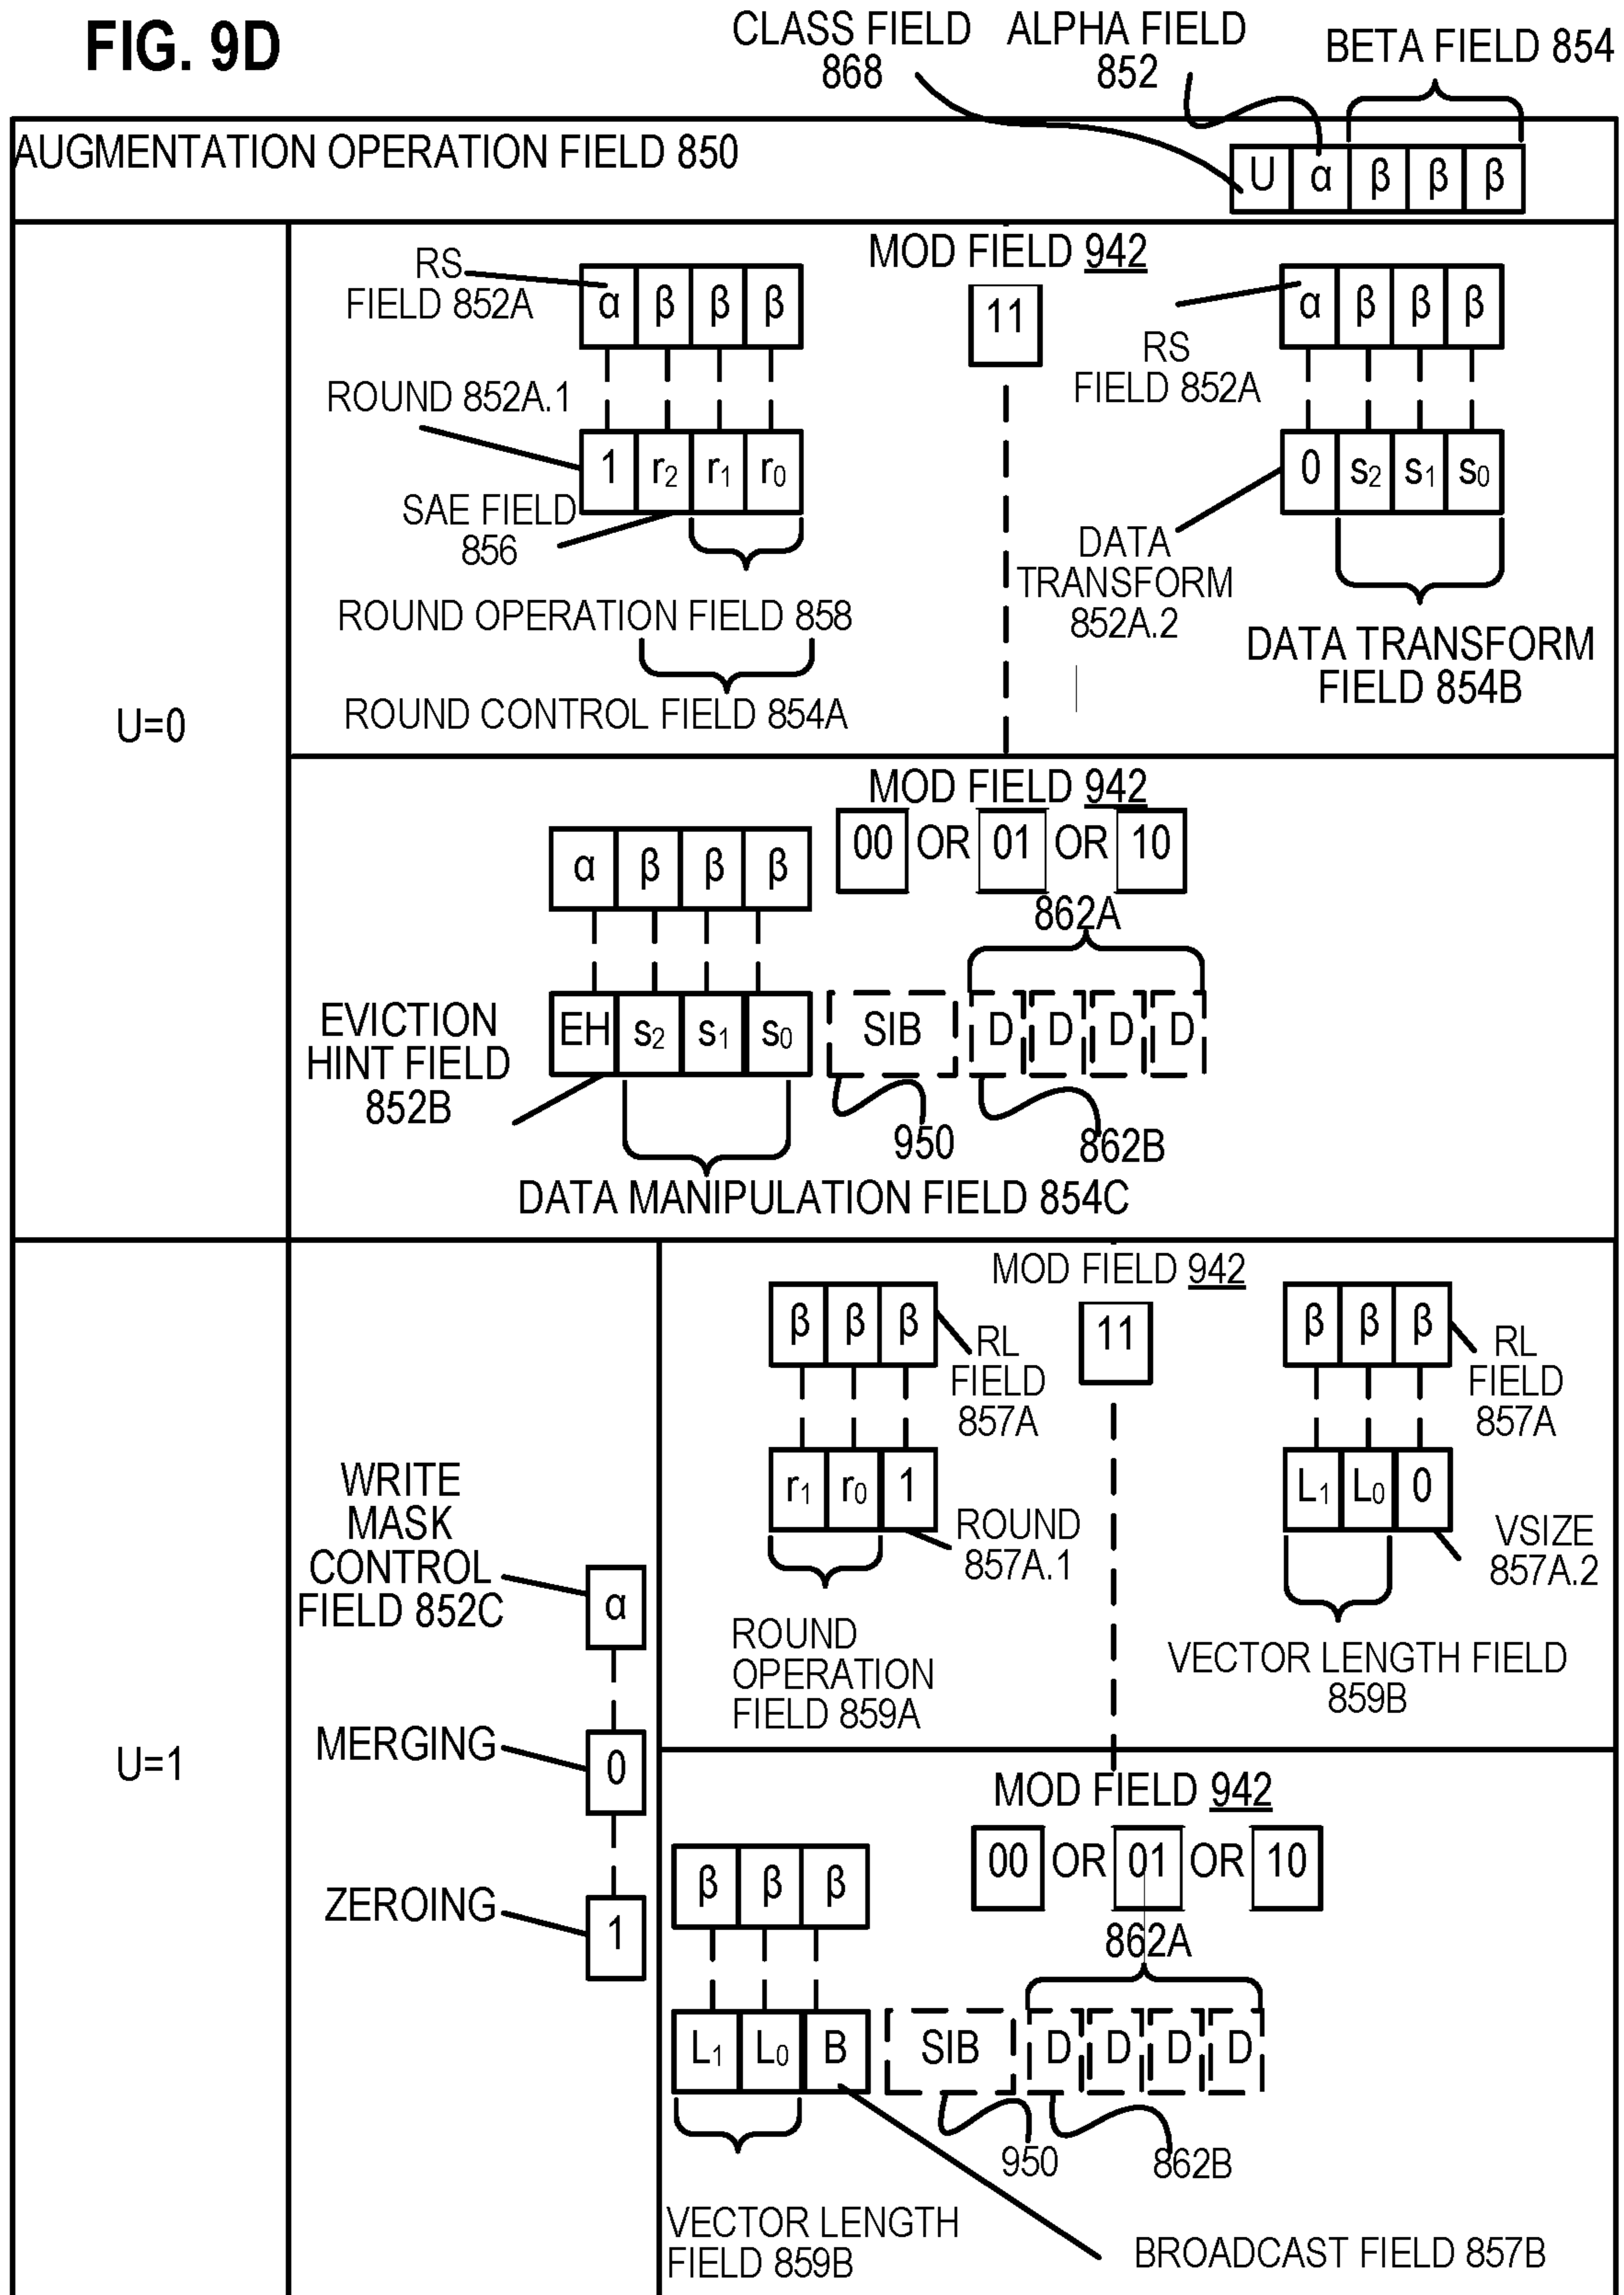 FIG. 9D
CLASS FIELD
868
ALPHA FIELD
852
BETA FIELD 854
AUGMENTATION OPERATION FIELD 850
U α β β β
U=0
MOD FIELD 942
11
RS
FIELD 852A
α β β β
ROUND 852A.1
1 r2 r1 r0
SAE FIELD
856
ROUND OPERATION FIELD 858
ROUND CONTROL FIELD 854A
α β β β
RS
FIELD 852A
0 s2 s1 s0
DATA
TRANSFORM
852A.2
DATA TRANSFORM
FIELD 854B
MOD FIELD 942
00 OR 01 OR 10
α β β β
862A
EVICTION
HINT FIELD
852B
EH s2 s1 s0 SIB D D D D
950
862B
DATA MANIPULATION FIELD 854C
U=1
WRITE
MASK
CONTROL
FIELD 852C
α
MERGING
0
ZEROING
1
MOD FIELD 942
11
β β β
RL
FIELD
857A
r1 r0 1
ROUND
857A.1
ROUND
OPERATION
FIELD 859A
β β β
RL
FIELD
857A
L1 L0 0
VSIZE
857A.2
VECTOR LENGTH FIELD
859B
MOD FIELD 942
00 OR 01 OR 10
β β β
862A
L1 L0 B SIB D D D D
950
862B
VECTOR LENGTH
FIELD 859B
BROADCAST FIELD 857B